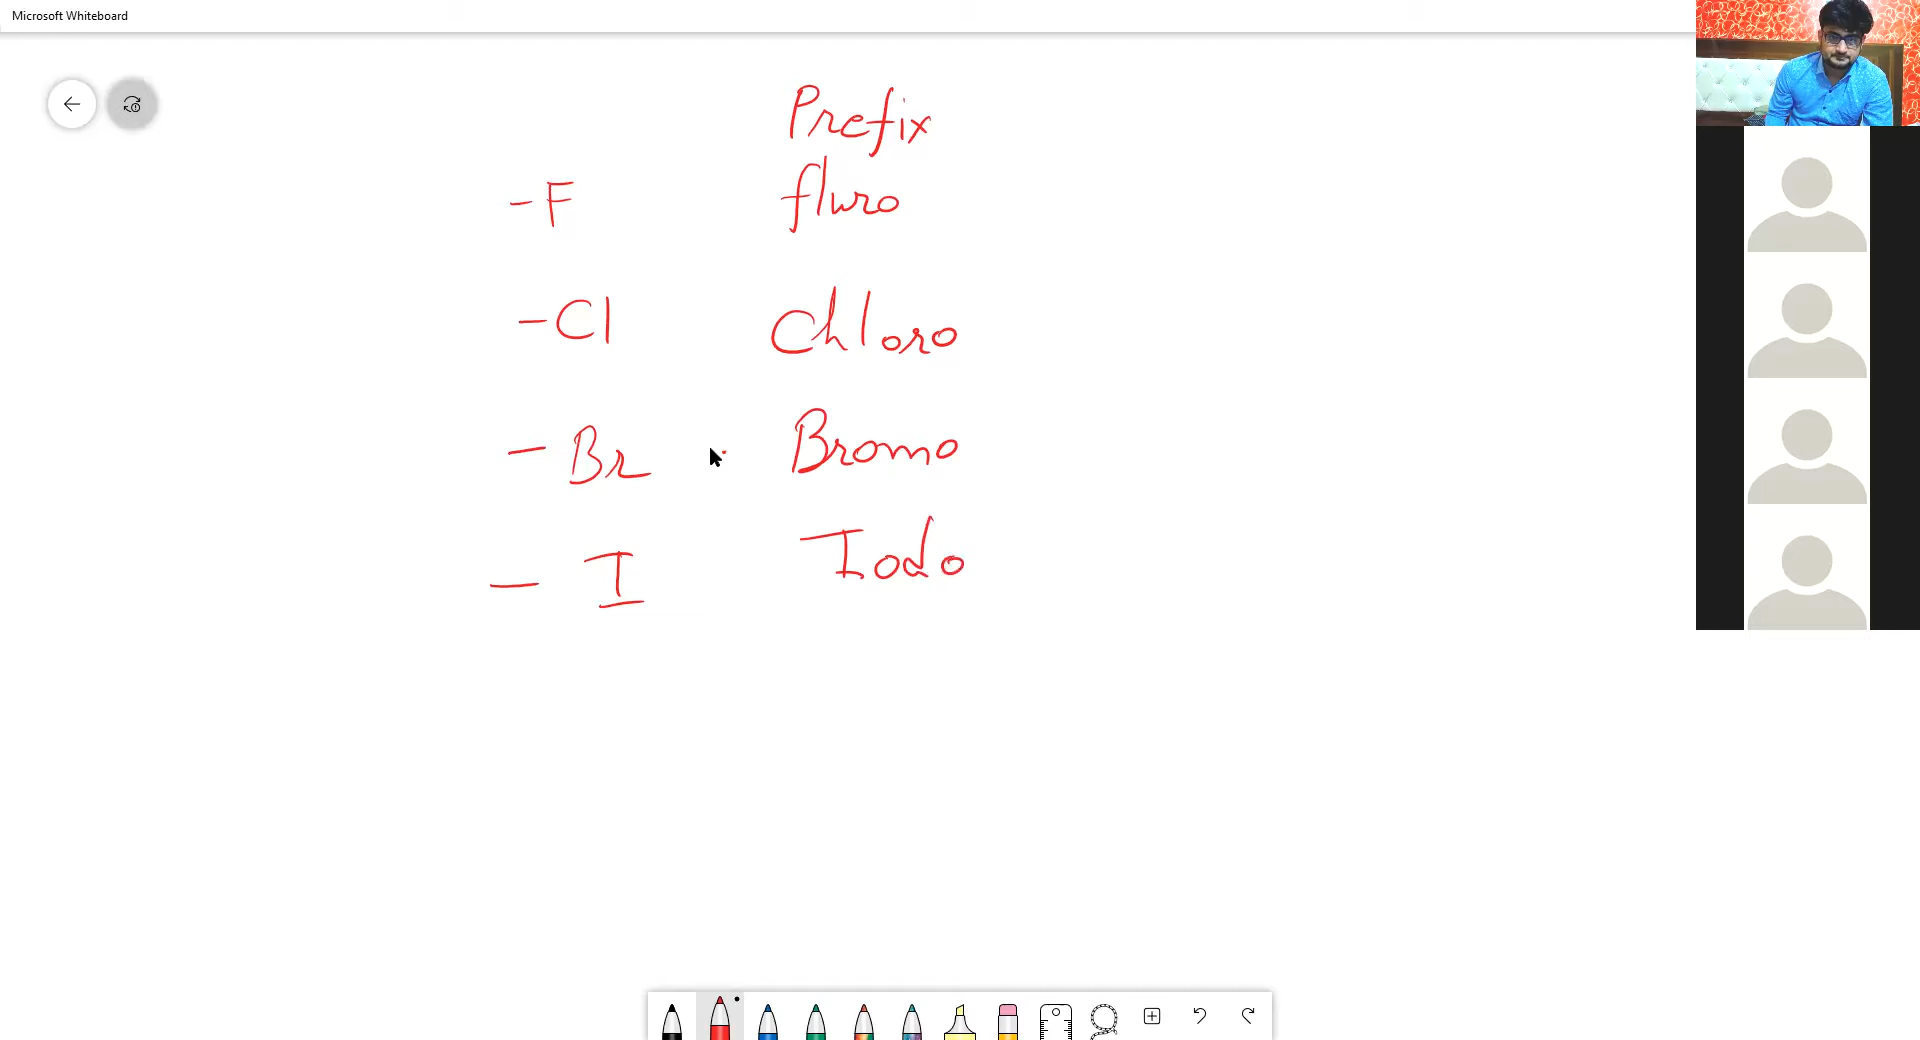 Microsoft Whiteboard
Prefix
- F fluro
- Cl Chloro
- Br Bromo
- I Iodo